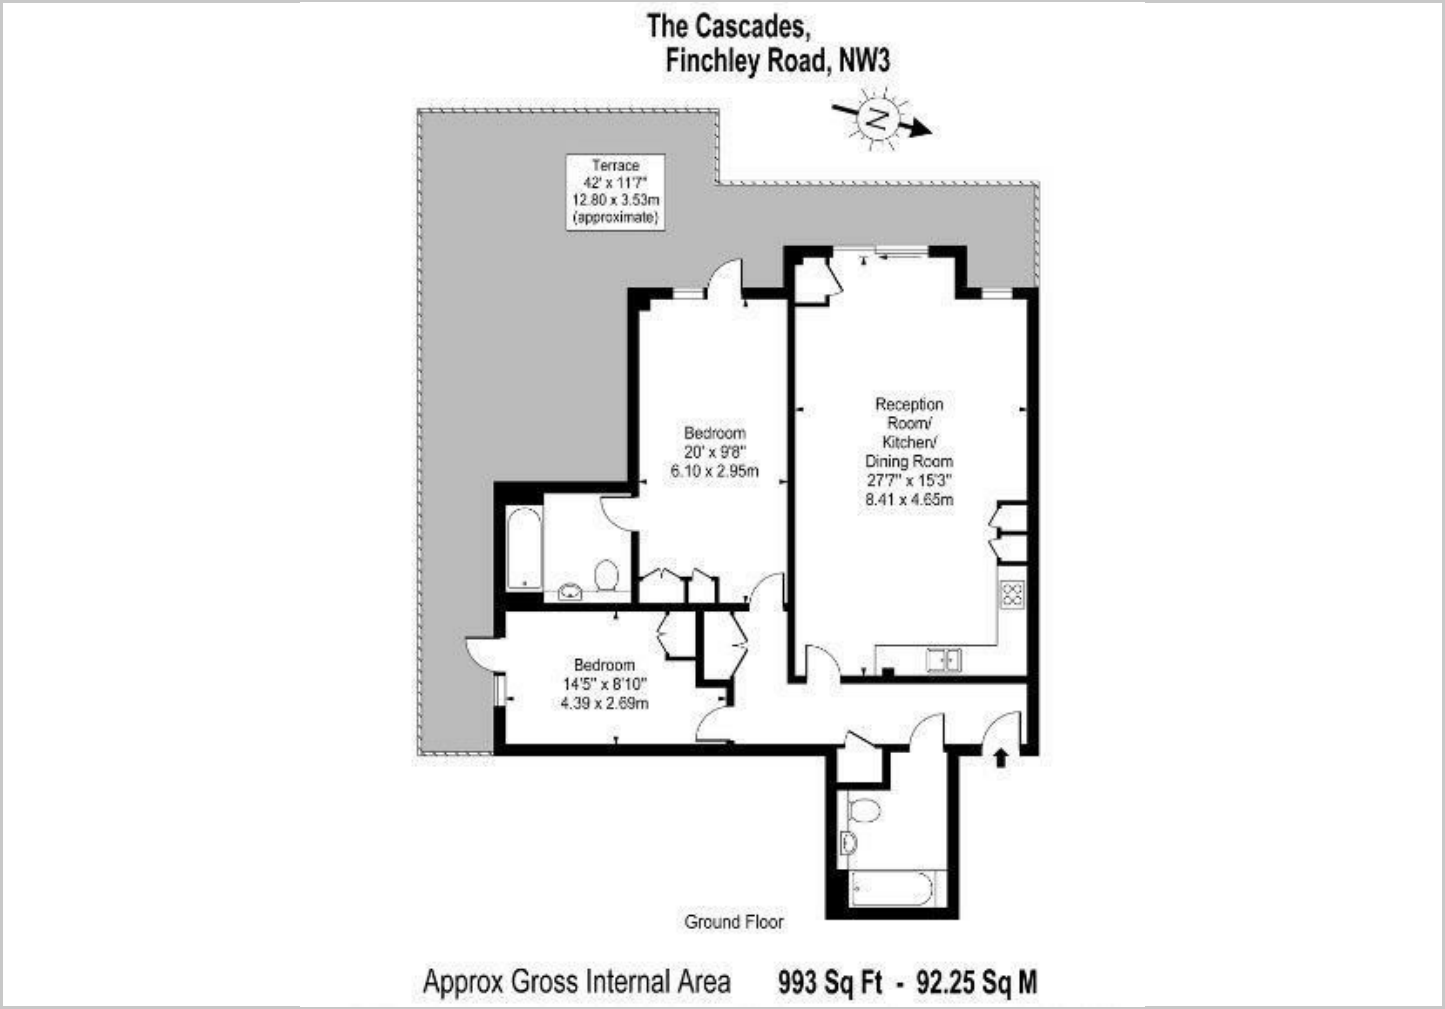 The Cascades,
Finchley Road, NW3
N
Terrace
42' x 11'7"
12.80 x 3.53m
(approximate)
Reception
Room/
Kitchen/
Dining Room
27'7" x 15'3"
8.41 x 4.65m
Bedroom
20' x 9'8"
6.10 x 2.95m
Bedroom
14'5" x 8'10"
4.39 x 2.69m
Ground Floor
Approx Gross Internal Area 993 Sq Ft - 92.25 Sq M